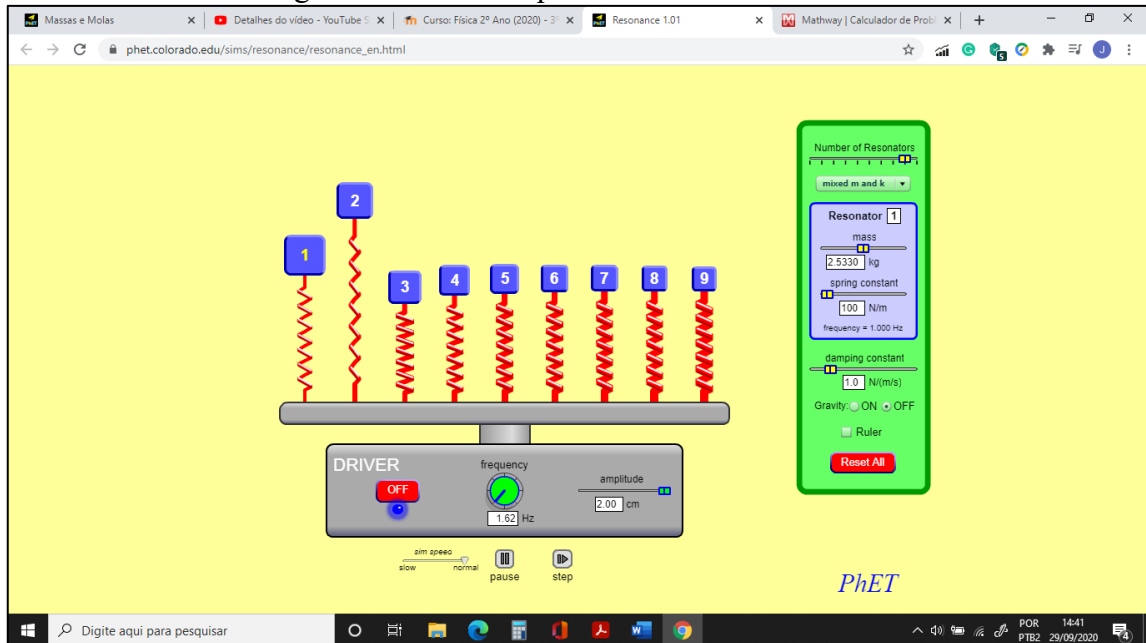 Massas e Molas
Detalhes do vídeo - YouTube S
Curso: Física 2º Ano (2020) - 3º
Resonance 1.01
Mathway | Calculador de Probl
phet.colorado.edu/sims/resonance/resonance_en.html
5
J
1
2
3
4
5
6
7
8
9
Number of Resonators
mixed m and k
Resonator 1
mass
2.5330 kg
spring constant
100 N/m
frequency = 1.000 Hz
damping constant
1.0 N/(m/s)
Gravity: ON OFF
Ruler
Reset All
DRIVER
OFF
frequency
1.62 Hz
amplitude
2.00 cm
sim speed
slow normal
pause
step
PhET
Digite aqui para pesquisar
POR
PTB2
14:41
29/09/2020
4